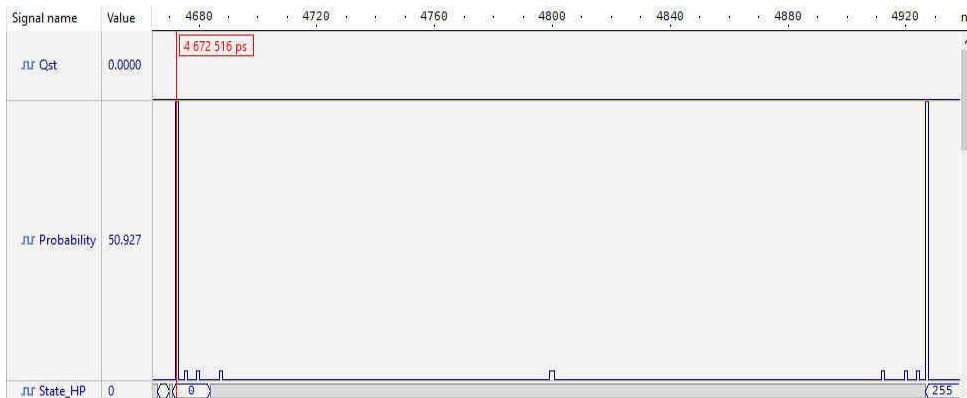 Signal name Value 4680 4720 4760 4800 4840 4880 4920
4 672 516 ps
Qst 0.0000
Probability 50.927
State_HP 0 0 255